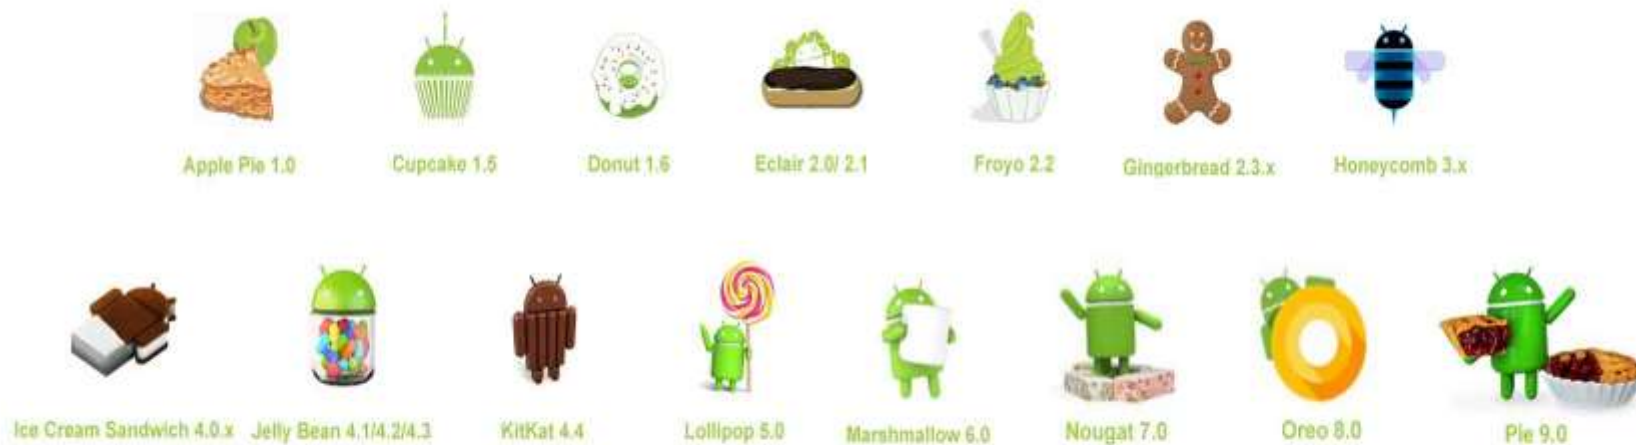 Apple Pie 1.0
Cupcake 1.5
Donut 1.6
Eclair 2.0/ 2.1
Froyo 2.2
Gingerbread 2.3.x
Honeycomb 3.x
Ice Cream Sandwich 4.0.x
Jelly Bean 4.1/4.2/4.3
KitKat 4.4
Lollipop 5.0
Marshmallow 6.0
Nougat 7.0
Oreo 8.0
Pie 9.0